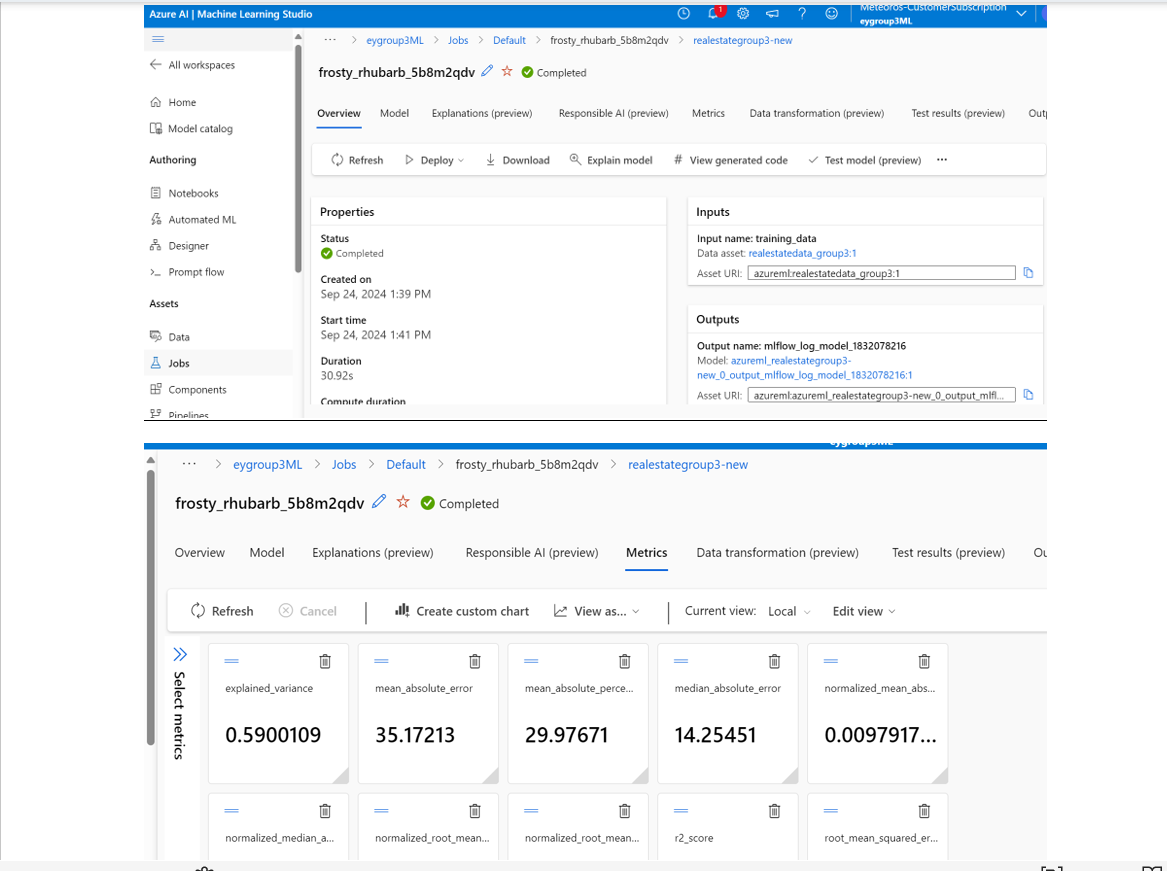 Azure AI | Machine Learning Studio
1
?
Meteoros-CustomerSubscription
eygroup3ML
All workspaces
Home
Model catalog
Authoring
Notebooks
Automated ML
Designer
Prompt flow
Assets
Data
Jobs
Components
Pipelines
... > eygroup3ML > Jobs > Default > frosty_rhubarb_5b8m2qdv > realestategroup3-new
frosty_rhubarb_5b8m2qdv Completed
Overview Model Explanations (preview) Responsible AI (preview) Metrics Data transformation (preview) Test results (preview) Outp
Refresh Deploy Download Explain model # View generated code Test model (preview) ...
Properties
Status
Completed
Created on
Sep 24, 2024 1:39 PM
Start time
Sep 24, 2024 1:41 PM
Duration
30.92s
Compute duration
Inputs
Input name: training_data
Data asset: realestatedata_group3:1
Asset URI: azureml:realestatedata_group3:1
Outputs
Output name: mlflow_log_model_1832078216
Model: azureml_realestategroup3-
new_0_output_mlflow_log_model_1832078216:1
Asset URI: azureml:azureml_realestategroup3-new_0_output_mlfl...
eygroup3ML
... > eygroup3ML > Jobs > Default > frosty_rhubarb_5b8m2qdv > realestategroup3-new
frosty_rhubarb_5b8m2qdv Completed
Overview Model Explanations (preview) Responsible AI (preview) Metrics Data transformation (preview) Test results (preview) Ou
Refresh Cancel | Create custom chart View as... | Current view: Local Edit view
Select metrics
explained_variance
0.5900109
mean_absolute_error
35.17213
mean_absolute_perce...
29.97671
median_absolute_error
14.25451
normalized_mean_abs...
0.0097917...
normalized_median_a...
normalized_root_mean...
normalized_root_mean...
r2_score
root_mean_squared_er...